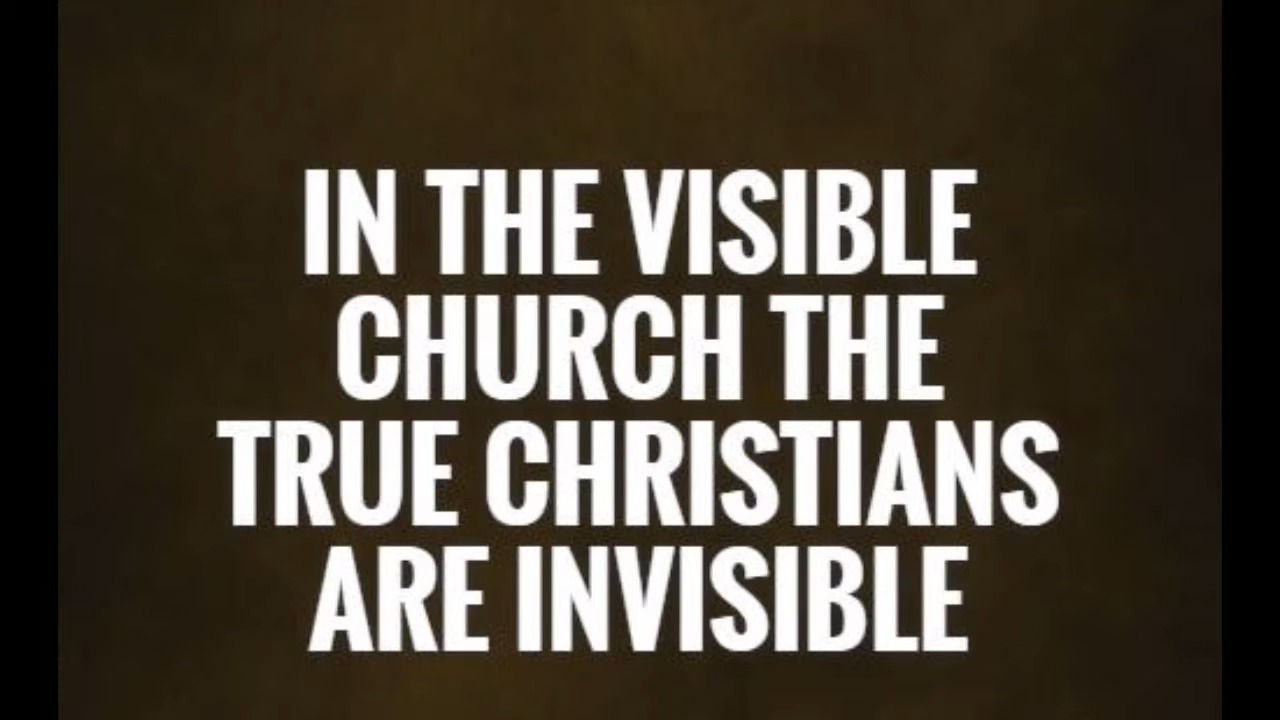 IN THE VISIBLE
CHURCH THE
TRUE CHRISTIANS
ARE INVISIBLE